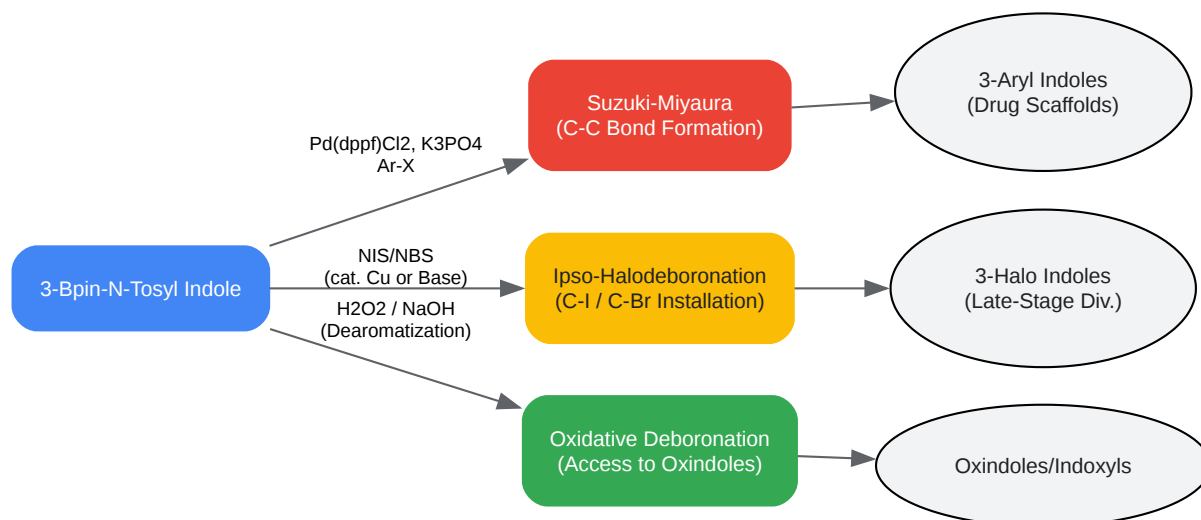 3-Bpin-N-Tosyl Indole
Pd(dppf)Cl2, K3PO4
Ar-X
NIS/NBS
(cat. Cu or Base)
H2O2 / NaOH
(Dearomatization)
Suzuki-Miyaura
(C-C Bond Formation)
Ipso-Halodeboronation
(C-I / C-Br Installation)
Oxidative Deboronation
(Access to Oxindoles)
3-Aryl Indoles
(Drug Scaffolds)
3-Halo Indoles
(Late-Stage Div.)
Oxindoles/Indoxyls